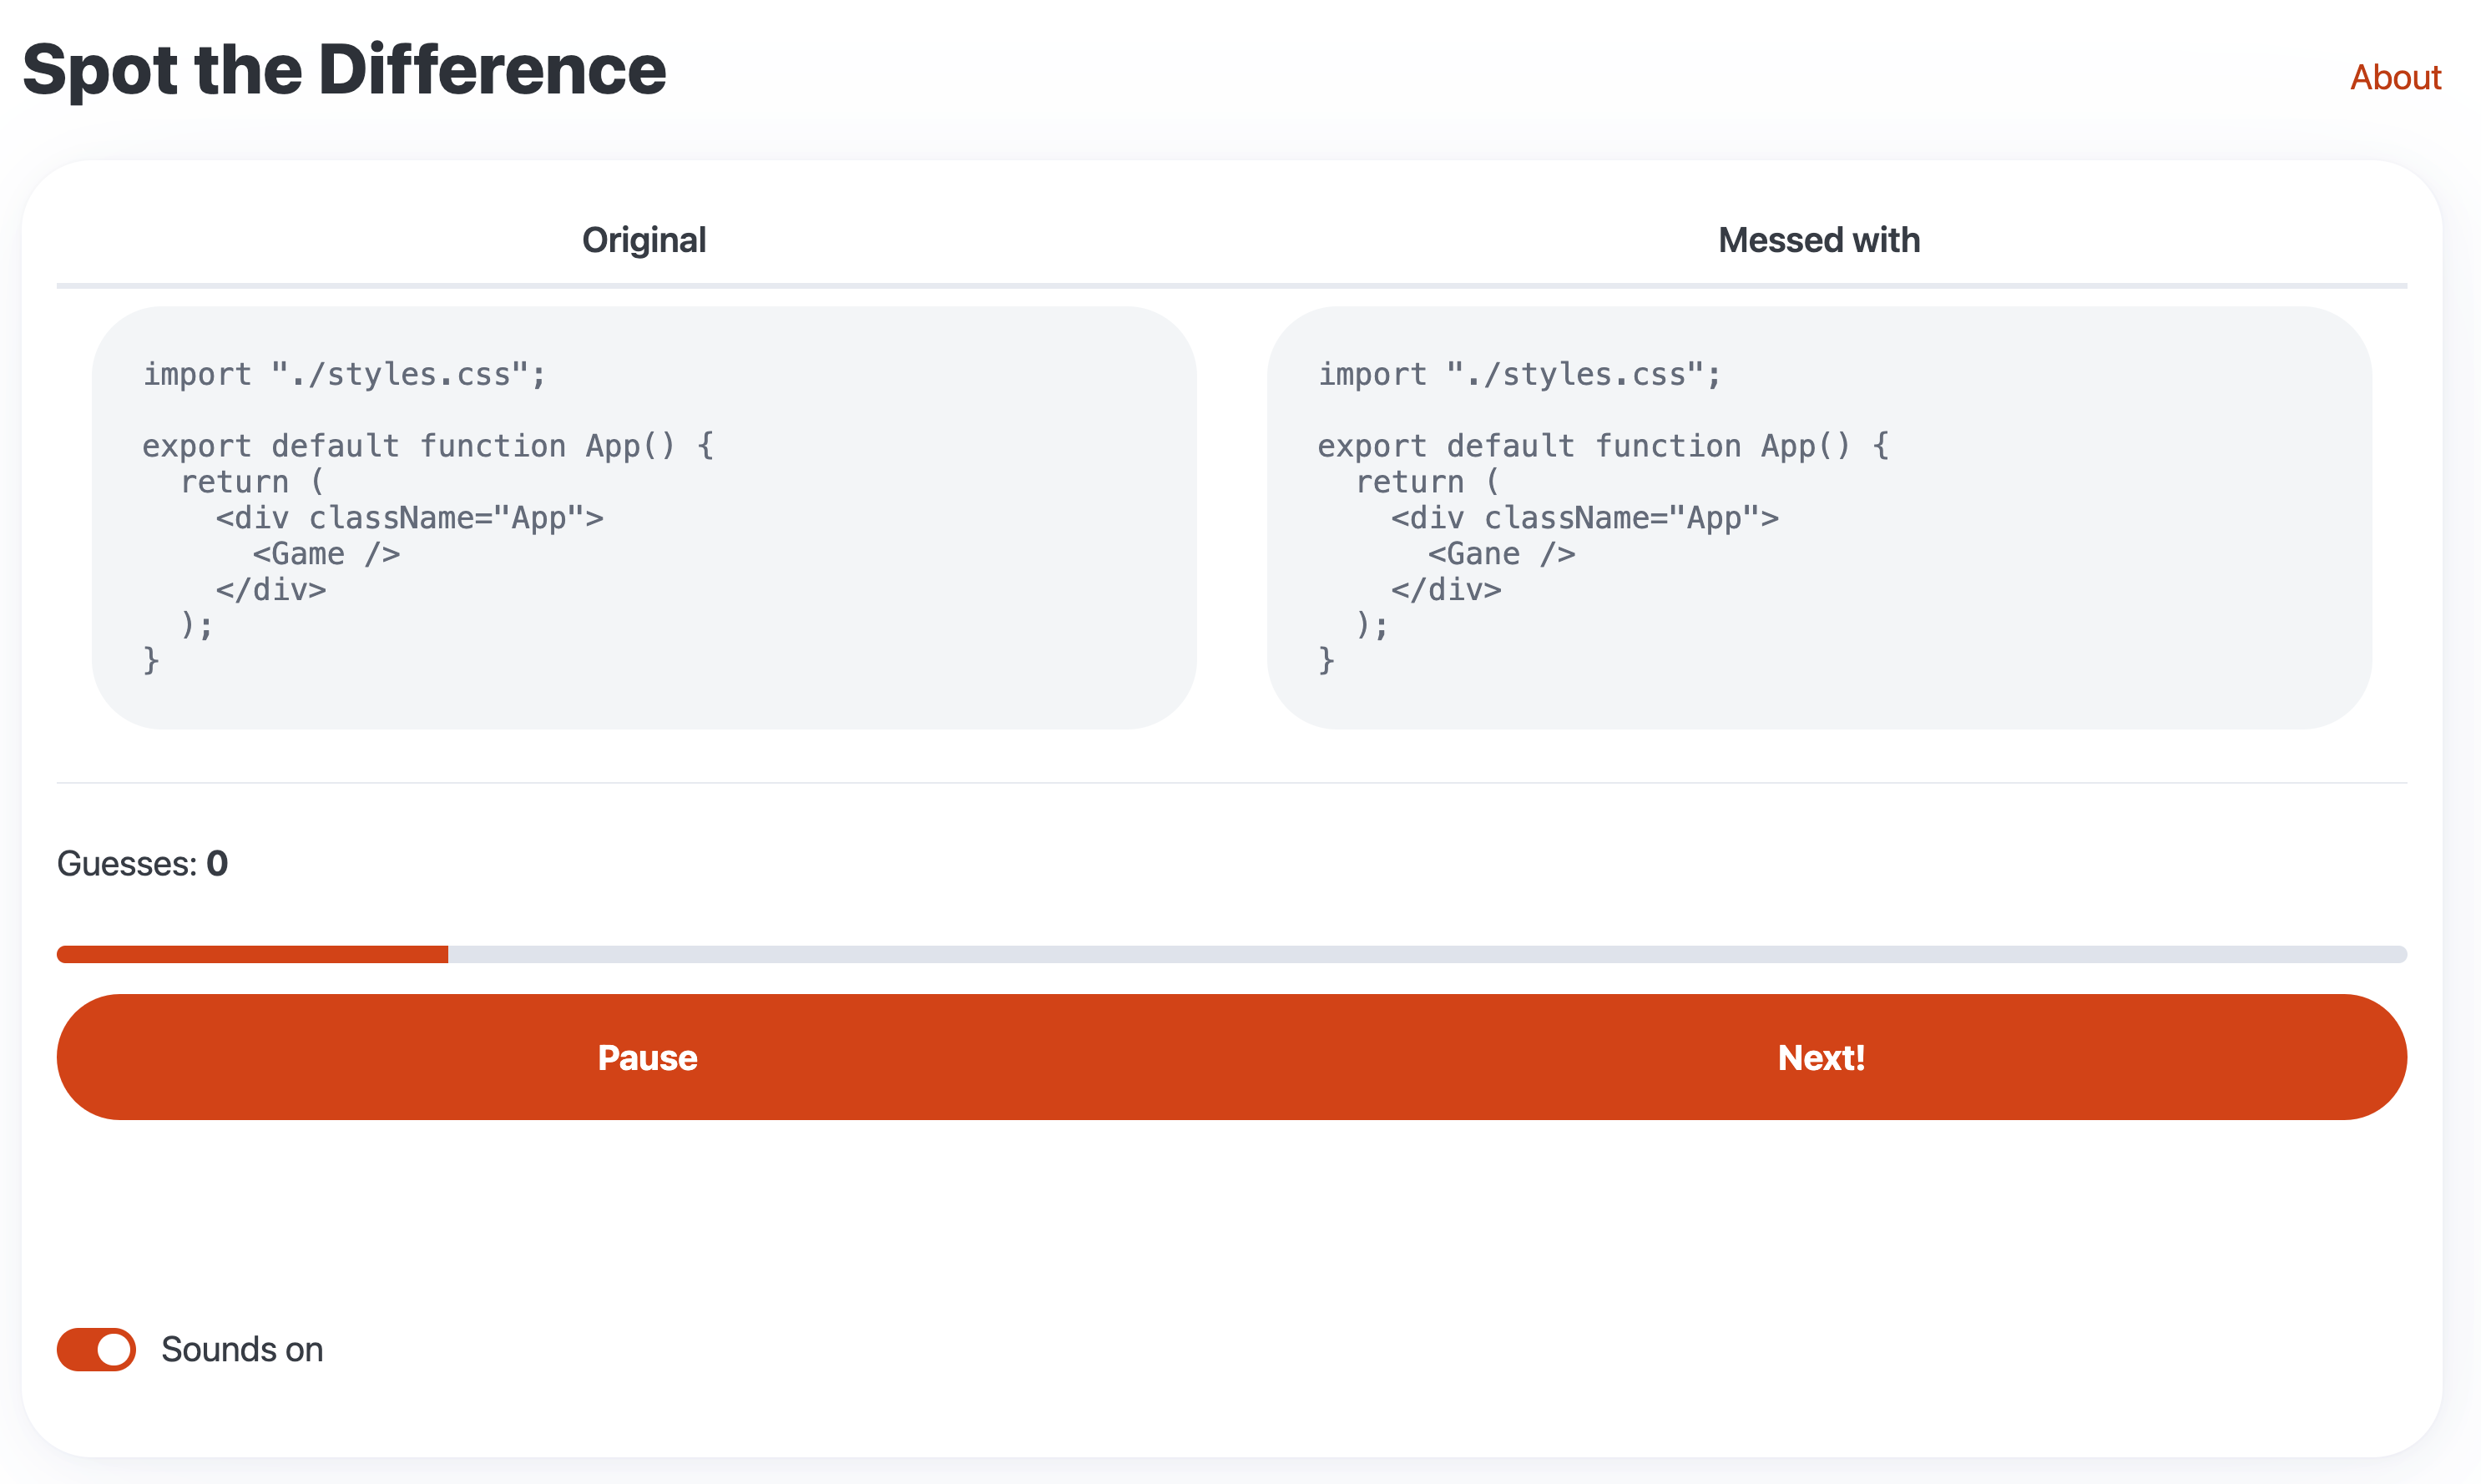 Spot the Difference
About
Original
Messed with
import "./styles.css";
export default function App() {
  return (
    <div className="App">
      <Game />
    </div>
  );
}
import "./styles.css";
export default function App() {
  return (
    <div className="App">
      <Gane />
    </div>
  );
}
Guesses: 0
Pause
Next!
Sounds on